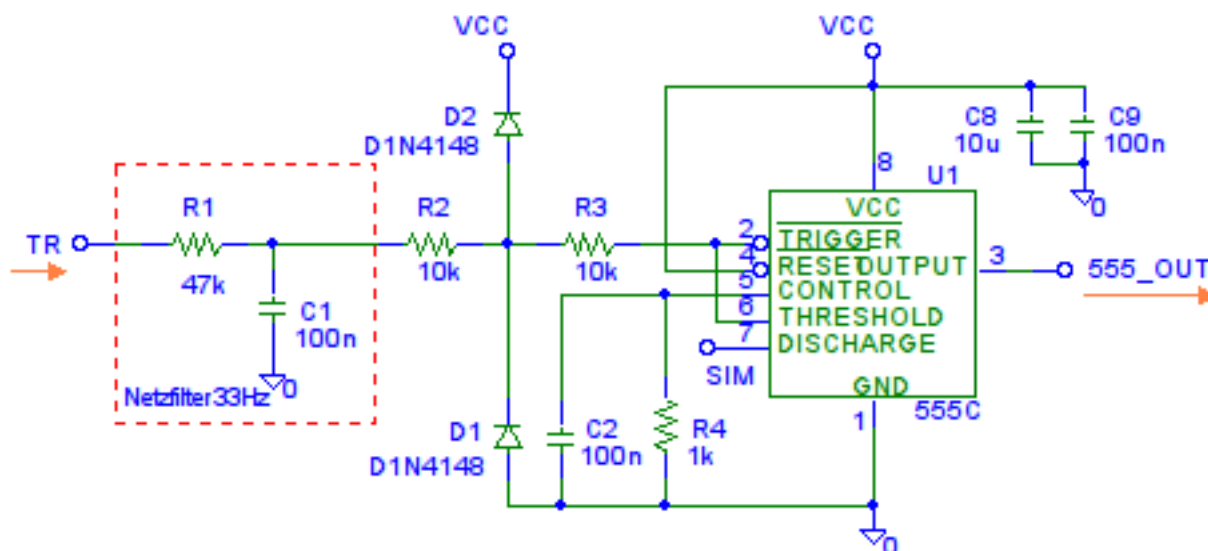 VCC
VCC
D2
D1N4148
C8
10u
C9
100n
8
U1
0
R1
47k
R2
10k
R3
10k
TR
VCC
2
TRIGGER
4
RESET
OUTPUT
3
555_OUT
5
CONTROL
6
THRESHOLD
7
DISCHARGE
SIM
C1
100n
0
Netzfilter33Hz
GND
1
555C
D1
D1N4148
C2
100n
R4
1k
0